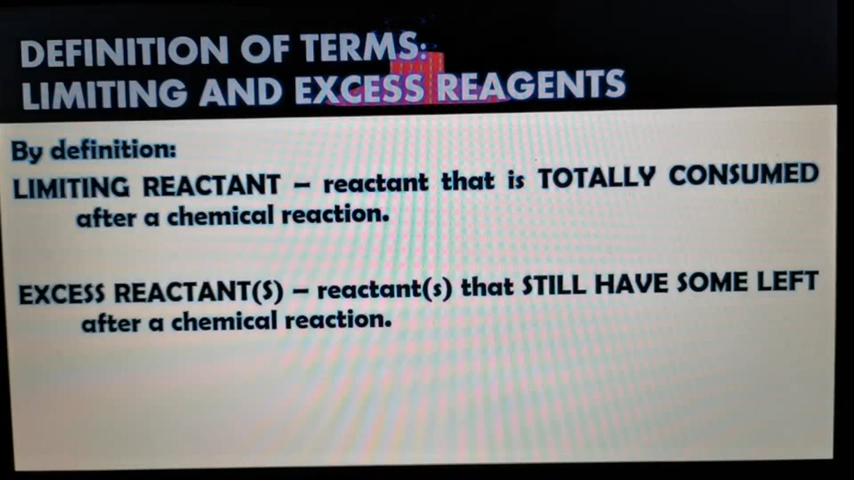 DEFINITION OF TERMS:
LIMITING AND EXCESS REAGENTS
By definition:
LIMITING REACTANT – reactant that is TOTALLY CONSUMED
after a chemical reaction.
EXCESS REACTANT(S) – reactant(s) that STILL HAVE SOME LEFT
after a chemical reaction.